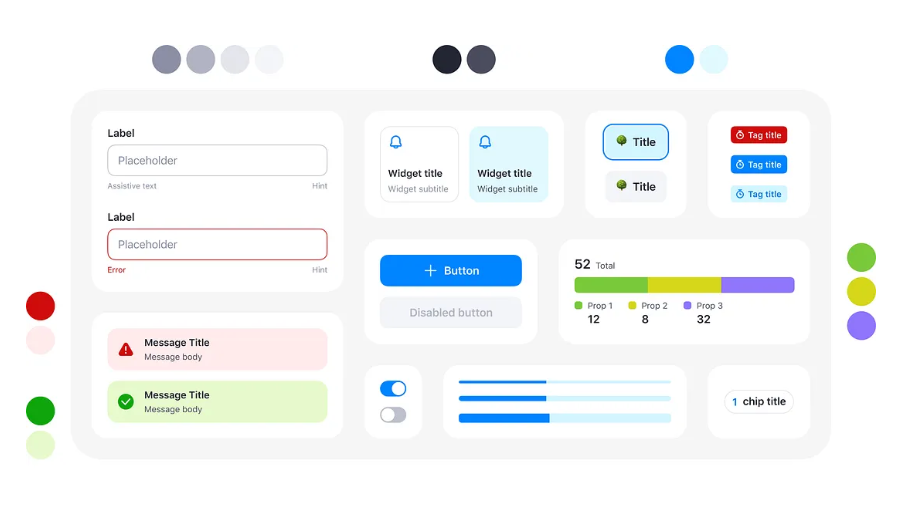 Label
Placeholder
Assistive text
Hint
Label
Placeholder
Error
Hint
Message Title
Message body
Message Title
Message body
Widget title
Widget subtitle
Widget title
Widget subtitle
Title
Title
Tag title
Tag title
Tag title
Button
Disabled button
52 Total
Prop 1
12
Prop 2
8
Prop 3
32
1 chip title